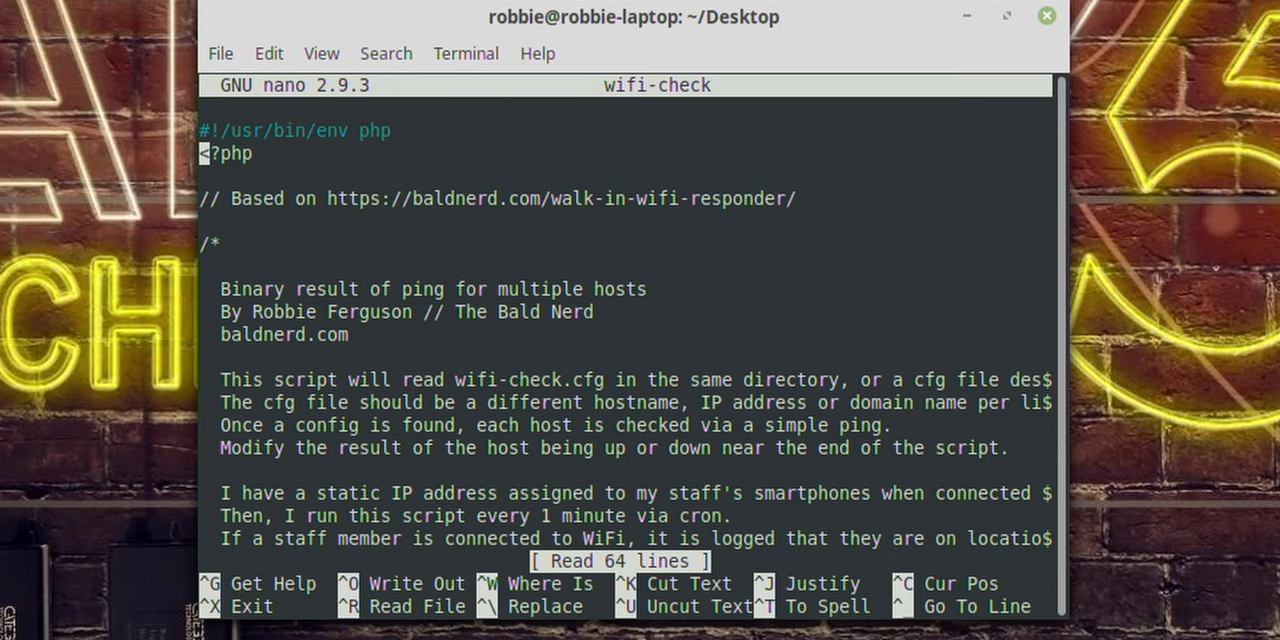 robbie@robbie-laptop: ~/Desktop
File Edit View Search Terminal Help
GNU nano 2.9.3 wifi-check
#!/usr/bin/env php
<?php
// Based on https://baldnerd.com/walk-in-wifi-responder/
/*
Binary result of ping for multiple hosts
By Robbie Ferguson // The Bald Nerd
baldnerd.com
This script will read wifi-check.cfg in the same directory, or a cfg file des$
The cfg file should be a different hostname, IP address or domain name per li$
Once a config is found, each host is checked via a simple ping.
Modify the result of the host being up or down near the end of the script.
I have a static IP address assigned to my staff's smartphones when connected $
Then, I run this script every 1 minute via cron.
If a staff member is connected to WiFi, it is logged that they are on locatio$
[ Read 64 lines ]
^G Get Help ^O Write Out ^W Where Is ^K Cut Text ^J Justify ^C Cur Pos
^X Exit ^R Read File ^\ Replace ^U Uncut Text ^T To Spell ^_ Go To Line
CH